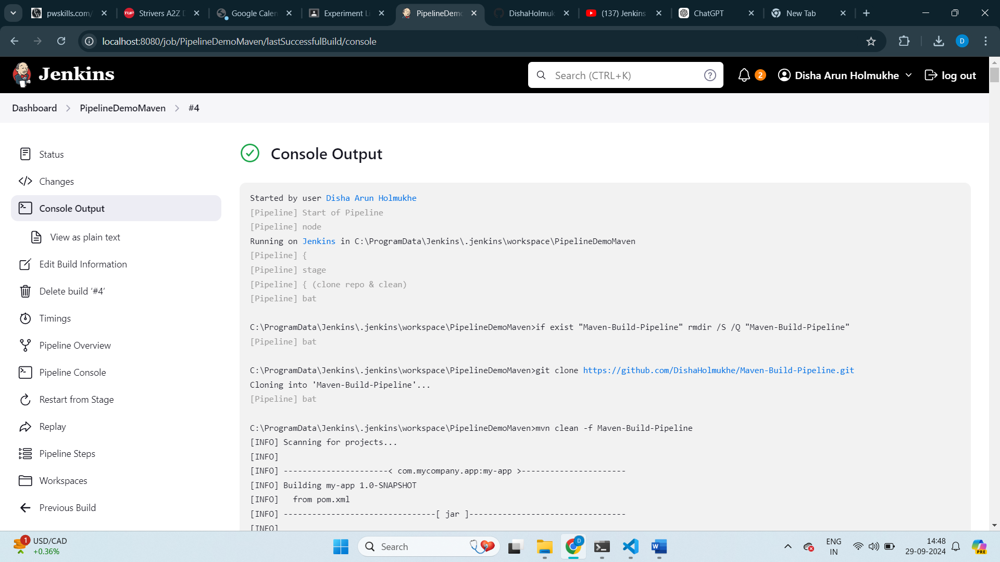 pwskills.com/
Strivers A2Z D
Google Calen
Experiment Li
PipelineDemo
DishaHolmuk
(137) Jenkins
ChatGPT
New Tab
localhost:8080/job/PipelineDemoMaven/lastSuccessfulBuild/console
D
Jenkins
Search (CTRL+K)
2
Disha Arun Holmukhe
log out
Dashboard
PipelineDemoMaven
#4
Status
Changes
Console Output
View as plain text
Edit Build Information
Delete build ‘#4’
Timings
Pipeline Overview
Pipeline Console
Restart from Stage
Replay
Pipeline Steps
Workspaces
Previous Build
Console Output
Started by user Disha Arun Holmukhe
[Pipeline] Start of Pipeline
[Pipeline] node
Running on Jenkins in C:\ProgramData\Jenkins\.jenkins\workspace\PipelineDemoMaven
[Pipeline] {
[Pipeline] stage
[Pipeline] { (clone repo & clean)
[Pipeline] bat
C:\ProgramData\Jenkins\.jenkins\workspace\PipelineDemoMaven>if exist "Maven-Build-Pipeline" rmdir /S /Q "Maven-Build-Pipeline"
[Pipeline] bat
C:\ProgramData\Jenkins\.jenkins\workspace\PipelineDemoMaven>git clone https://github.com/DishaHolmukhe/Maven-Build-Pipeline.git
Cloning into 'Maven-Build-Pipeline'...
[Pipeline] bat
C:\ProgramData\Jenkins\.jenkins\workspace\PipelineDemoMaven>mvn clean -f Maven-Build-Pipeline
[INFO] Scanning for projects...
[INFO]
[INFO] ----------------------< com.mycompany.app:my-app >----------------------
[INFO] Building my-app 1.0-SNAPSHOT
[INFO]   from pom.xml
[INFO] --------------------------------[ jar ]---------------------------------
[INFO]
1
USD/CAD
+0.36%
Search
D
ENG
IN
14:48
29-09-2024
PRE